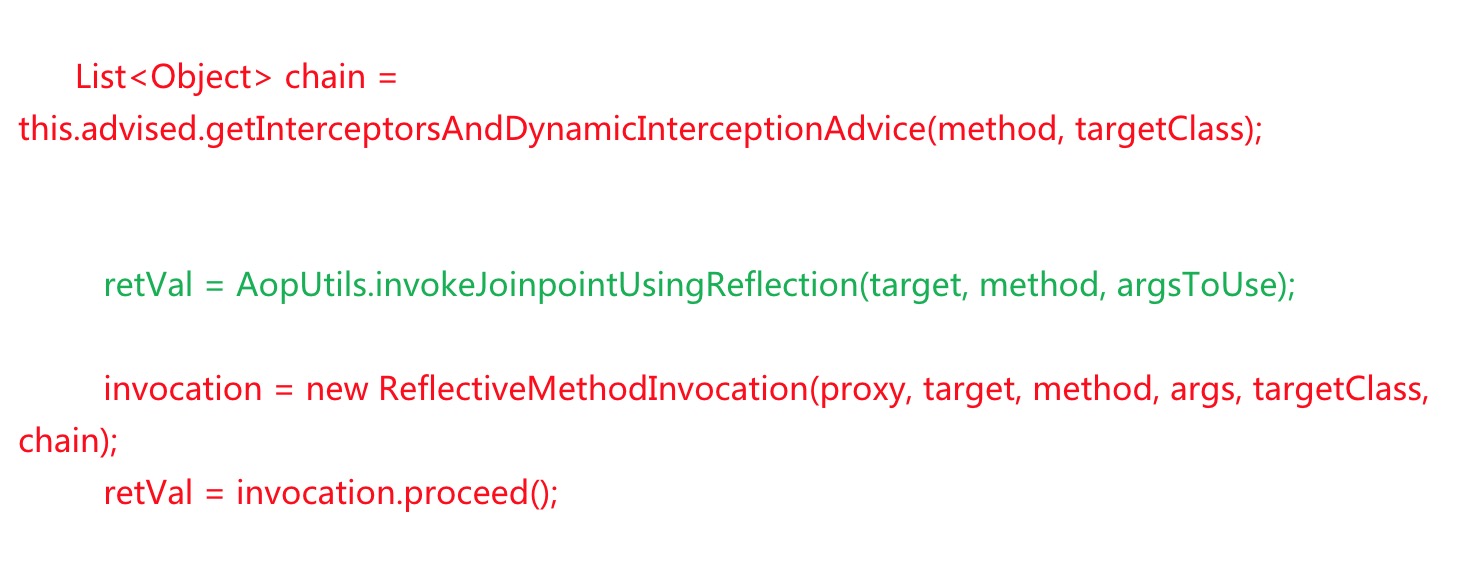 List<Object> chain =
this.advised.getInterceptorsAndDynamicInterceptionAdvice(method, targetClass);
retVal = AopUtils.invokeJoinpointUsingReflection(target, method, argsToUse);
invocation = new ReflectiveMethodInvocation(proxy, target, method, args, targetClass,
chain);
retVal = invocation.proceed();